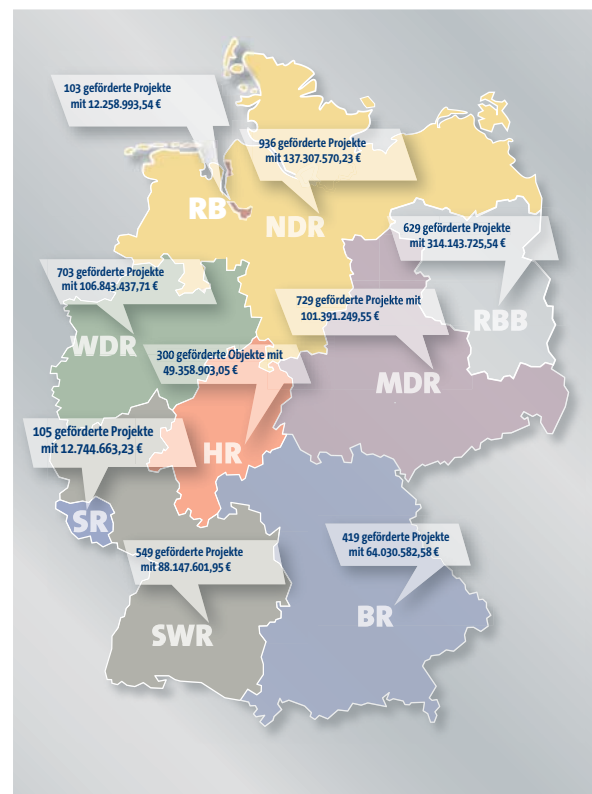 103 geförderte Projekte
mit 12.258.993,54 €
936 geförderte Projekte
mit 137.307.570,23 €
RB
NDR
629 geförderte Projekte
mit 314.143.725,54 €
703 geförderte Projekte
mit 106.843.437,71 €
729 geförderte Projekte mit
101.391.249,55 €
RBB
WDR
300 geförderte Objekte mit
49.358.903,05 €
MDR
105 geförderte Projekte
mit 12.744.663,23 €
HR
SR
419 geförderte Projekte
mit 64.030.582,58 €
549 geförderte Projekte
mit 88.147.601,95 €
BR
SWR